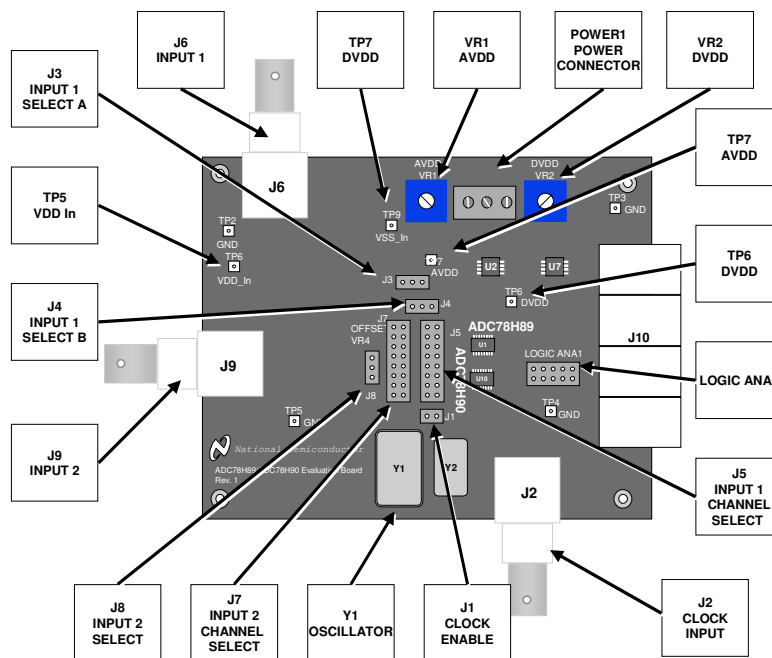 J6
INPUT 1
TP7
DVDD
VR1
AVDD
POWER1
POWER
CONNECTOR
VR2
DVDD
J3
INPUT 1
SELECT A
TP7
AVDD
TP5
VDD In
TP6
DVDD
J4
INPUT 1
SELECT B
LOGIC ANA
J9
INPUT 2
J5
INPUT 1
CHANNEL
SELECT
J8
INPUT 2
SELECT
J7
INPUT 2
CHANNEL
SELECT
Y1
OSCILLATOR
J1
CLOCK
ENABLE
J2
CLOCK
INPUT
J6
AVDD
VR1
DVDD
VR2
TP2
GND
TP9
VSS_In
TP3
GND
TP6
VDD_In
AVDD
U2
U7
J3
TP6
DVDD
J4
ADC78H89
J7
OFFSET
VR4
J5
U1
U10
ADC78H90
LOGIC ANA1
J10
J9
J8
J1
TP5
TP4
GND
National Semiconductor
Evaluation Board
Rev. 1
Y1
Y2
J2